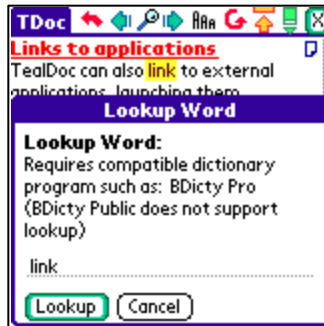 TDoc AAA
Links to applications
TealDoc can also link to external
applications, launching them
Lookup Word
Lookup Word:
Requires compatible dictionary
program such as: BDicty Pro
(BDicty Public does not support
lookup)
link
Lookup Cancel